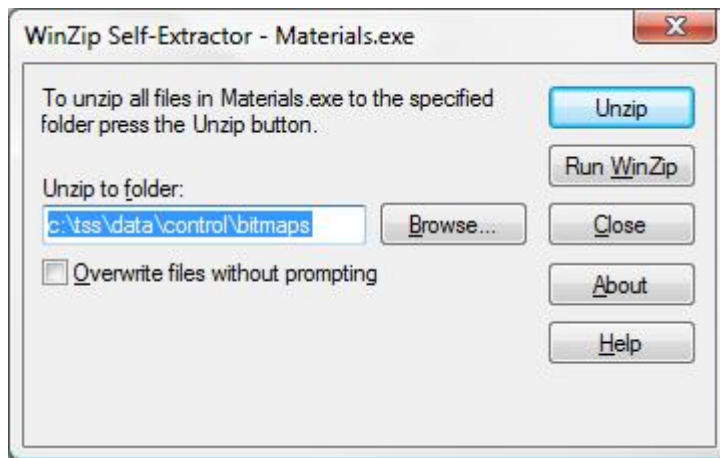 WinZip Self-Extractor - Materials.exe
To unzip all files in Materials.exe to the specified
folder press the Unzip button.
Unzip
Run WinZip
Unzip to folder:
c:\tss\data\control\bitmaps
Browse...
Close
Overwrite files without prompting
About
Help